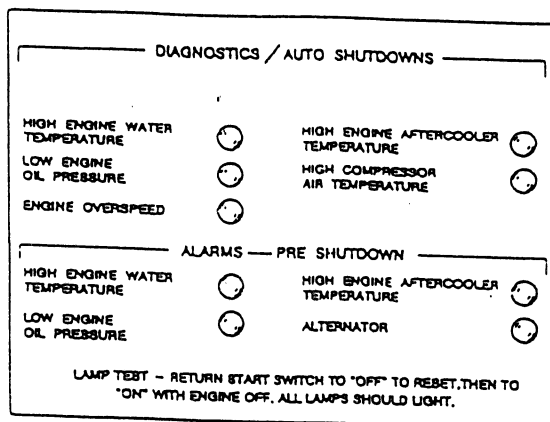 DIAGNOSTICS / AUTO SHUTDOWNS
HIGH ENGINE WATER
TEMPERATURE
LOW ENGINE
OIL PRESSURE
ENGINE OVERSPEED
HIGH ENGINE AFTERCOOLER
TEMPERATURE
HIGH COMPRESSOR
AIR TEMPERATURE
ALARMS — PRE SHUTDOWN
HIGH ENGINE WATER
TEMPERATURE
LOW ENGINE
OIL PRESSURE
HIGH ENGINE AFTERCOOLER
TEMPERATURE
ALTERNATOR
LAMP TEST - RETURN START SWITCH TO "OFF" TO RESET.THEN TO
"ON" WITH ENGINE OFF. ALL LAMPS SHOULD LIGHT.